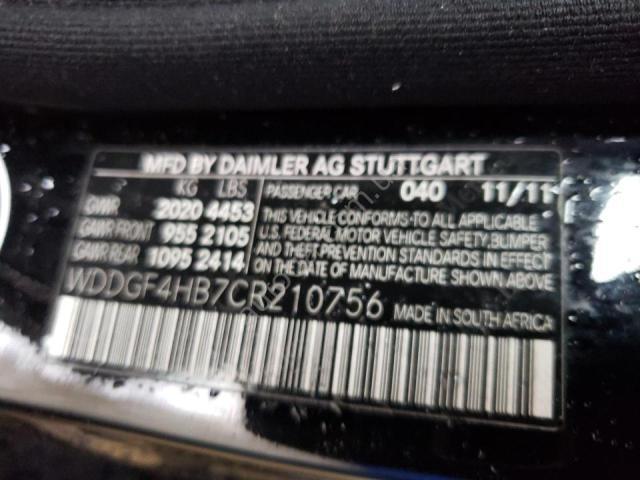 MFD BY DAIMLER AG STUTTGART
KG LBS
GVWR 2020 4453
GAWR FRONT 955 2105
GAWR REAR 1095 2414
PASSENGER CAR 040 11/11
THIS VEHICLE CONFORMS TO ALL APPLICABLE
U.S. FEDERAL MOTOR VEHICLE SAFETY, BUMPER
AND THEFT PREVENTION STANDARDS IN EFFECT
ON THE DATE OF MANUFACTURE SHOWN ABOVE.
WDDGF4HB7CR210756 MADE IN SOUTH AFRICA